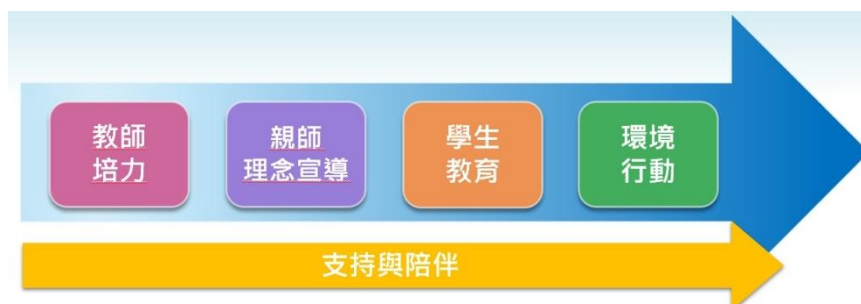 教師
培力
親師
理念宣導
學生
教育
環境
行動
支持與陪伴